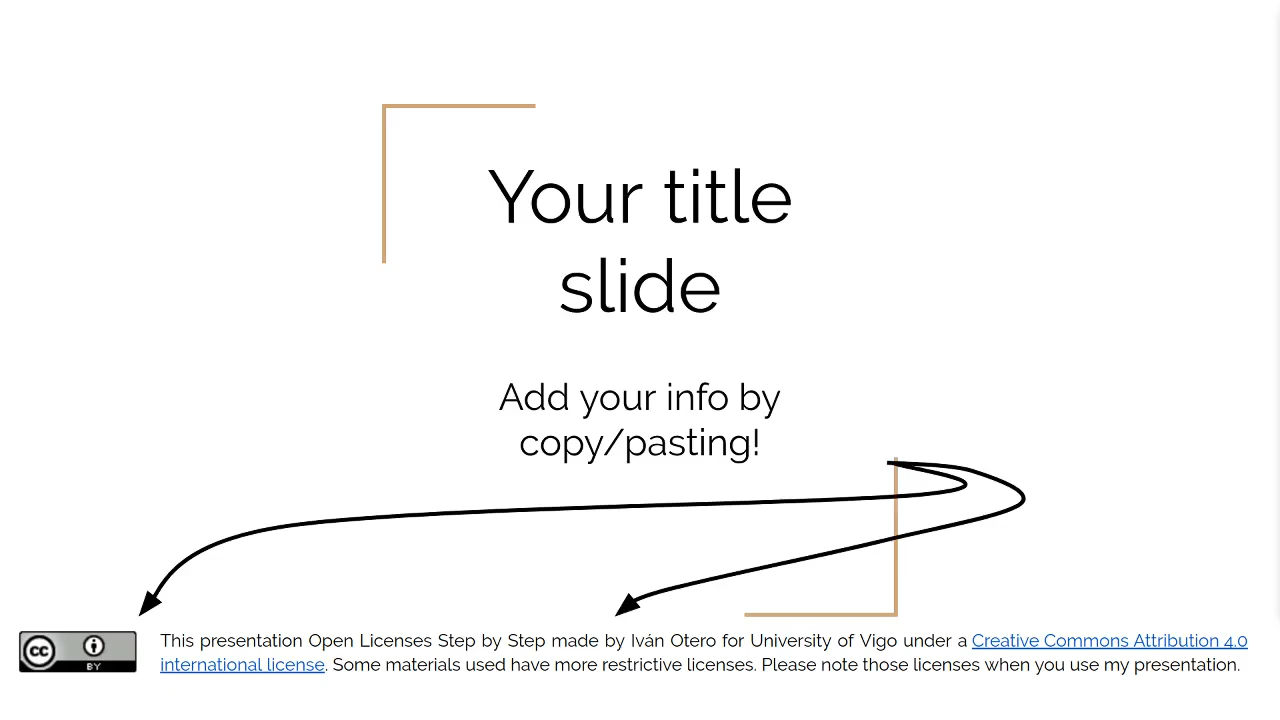 Your title
slide
Add your info by
copy/pasting!
cc
BY
This presentation Open Licenses Step by Step made by Iván Otero for University of Vigo under a Creative Commons Attribution 4.0
international license. Some materials used have more restrictive licenses. Please note those licenses when you use my presentation.